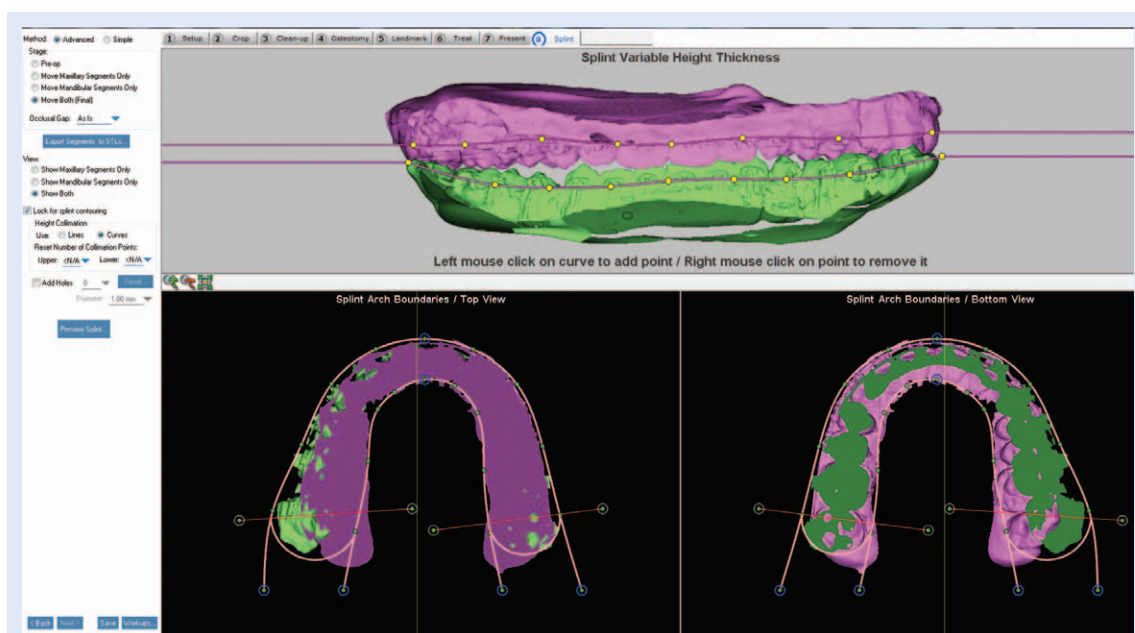 Method: Advanced Simple
Stage:
Pre-op
Move Maxillary Segments Only
Move Mandibular Segments Only
Move Both (Final)
Occlusal Gap: As Is
Export Segments to STLs...
View:
Show Maxillary Segments Only
Show Mandibular Segments Only
Show Both
Lock for splint contouring
Height Collimation
Use: Lines Curves
Reset Number of Collimation Points:
Upper: <N/A Lower: <N/A
Add Holes 0 Reset...
Diameter: 1.00 mm
Preview Splint...
< Back Next > Save Workups...
1 Setup 2 Crop 3 Clean-up 4 Osteotomy 5 Landmark 6 Treat 7 Present 8 Splint
Splint Variable Height Thickness
Left mouse click on curve to add point / Right mouse click on point to remove it
Splint Arch Boundaries / Top View
Splint Arch Boundaries / Bottom View